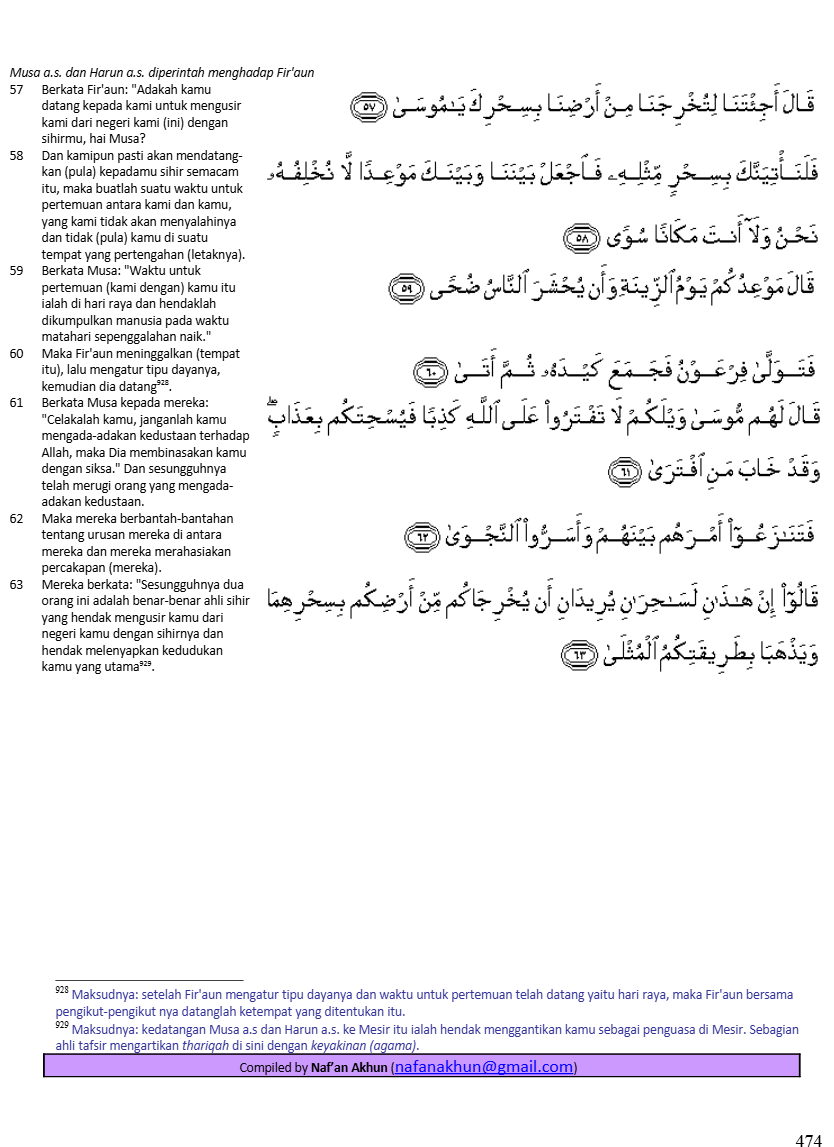 Musa a.s. dan Harun a.s. diperintah menghadap Fir'aun
57 Berkata Fir'aun: "Adakah kamu
datang kepada kami untuk mengusir
kami dari negeri kami (ini) dengan
sihirmu, hai Musa?
قَالَ أَجِئْتَنَا لِتُخْرِجَنَا مِنْ أَرْضِنَا بِسِحْرِكَ يَـٰمُوسَىٰ ٥٧
58 Dan kamipun pasti akan mendatang-
kan (pula) kepadamu sihir semacam
itu, maka buatlah suatu waktu untuk
pertemuan antara kami dan kamu,
yang kami tidak akan menyalahinya
dan tidak (pula) kamu di suatu
tempat yang pertengahan (letaknya).
فَلَنَأْتِيَنَّكَ بِسِحْرٍ مِّثْلِهِۦ فَٱجْعَلْ بَيْنَنَا وَبَيْنَكَ مَوْعِدًا لَّا نُخْلِفُهُۥ
نَحْنُ وَلَآ أَنتَ مَكَانًا سُوًى ٥٨
59 Berkata Musa: "Waktu untuk
pertemuan (kami dengan) kamu itu
ialah di hari raya dan hendaklah
dikumpulkan manusia pada waktu
matahari sepenggalahan naik."
قَالَ مَوْعِدُكُمْ يَوْمُ ٱلزِّينَةِ وَأَن يُحْشَرَ ٱلنَّاسُ ضُحًى ٥٩
60 Maka Fir'aun meninggalkan (tempat
itu), lalu mengatur tipu dayanya,
kemudian dia datang⁹²⁸.
فَتَوَلَّىٰ فِرْعَوْنُ فَجَمَعَ كَيْدَهُۥ ثُمَّ أَتَىٰ ٦٠
61 Berkata Musa kepada mereka:
"Celakalah kamu, janganlah kamu
mengada-adakan kedustaan terhadap
Allah, maka Dia membinasakan kamu
dengan siksa." Dan sesungguhnya
telah merugi orang yang mengada-
adakan kedustaan.
قَالَ لَهُم مُّوسَىٰ وَيْلَكُمْ لَا تَفْتَرُوا۟ عَلَى ٱللَّهِ كَذِبًا فَيُسْحِتَكُم بِعَذَابٍ ۖ
وَقَدْ خَابَ مَنِ ٱفْتَرَىٰ ٦١
62 Maka mereka berbantah-bantahan
tentang urusan mereka di antara
mereka dan mereka merahasiakan
percakapan (mereka).
فَتَنَـٰزَعُوٓا۟ أَمْرَهُم بَيْنَهُمْ وَأَسَرُّوا۟ ٱلنَّجْوَىٰ ٦٢
63 Mereka berkata: "Sesungguhnya dua
orang ini adalah benar-benar ahli sihir
yang hendak mengusir kamu dari
negeri kamu dengan sihirnya dan
hendak melenyapkan kedudukan
kamu yang utama⁹²⁹.
قَالُوٓا۟ إِنْ هَـٰذَٰنِ لَسَـٰحِرَٰنِ يُرِيدَانِ أَن يُخْرِجَاكُم مِّنْ أَرْضِكُم بِسِحْرِهِمَا
وَيَذْهَبَا بِطَرِيقَتِكُمُ ٱلْمُثْلَىٰ ٦٣
⁹²⁸ Maksudnya: setelah Fir'aun mengatur tipu dayanya dan waktu untuk pertemuan telah datang yaitu hari raya, maka Fir'aun bersama
pengikut-pengikut nya datanglah ketempat yang ditentukan itu.
⁹²⁹ Maksudnya: kedatangan Musa a.s dan Harun a.s. ke Mesir itu ialah hendak menggantikan kamu sebagai penguasa di Mesir. Sebagian
ahli tafsir mengartikan thariqah di sini dengan keyakinan (agama).
Compiled by Naf’an Akhun (nafanakhun@gmail.com)
474